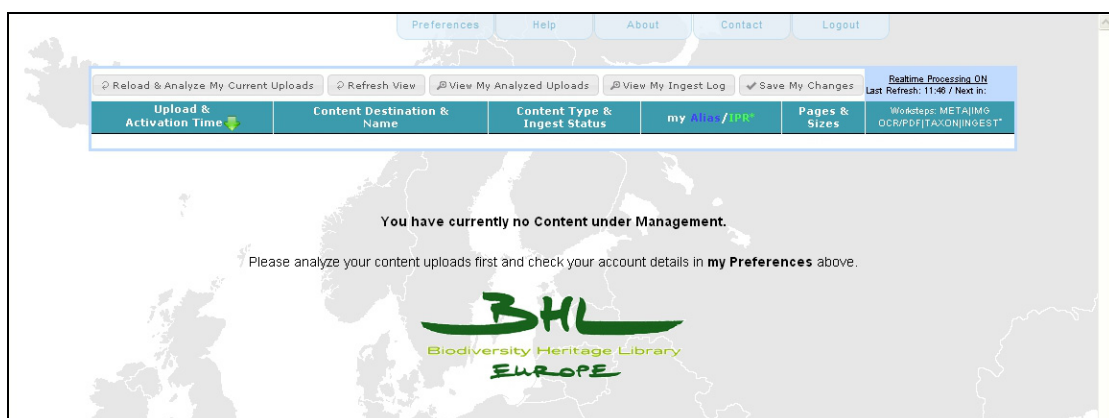 Preferences Help About Contact Logout
Reload & Analyze My Current Uploads Refresh View View My Analyzed Uploads View My Ingest Log Save My Changes
Realtime Processing ON
Last Refresh: 11:46 / Next in:
Upload &
Activation Time
Content Destination &
Name
Content Type &
Ingest Status
my Alias/IPR*
Pages &
Sizes
Worksteps: META|IMG
OCR/PDF|TAXON|INGEST*
You have currently no Content under Management.
Please analyze your content uploads first and check your account details in my Preferences above.
BHL
Biodiversity Heritage Library
EUROPE